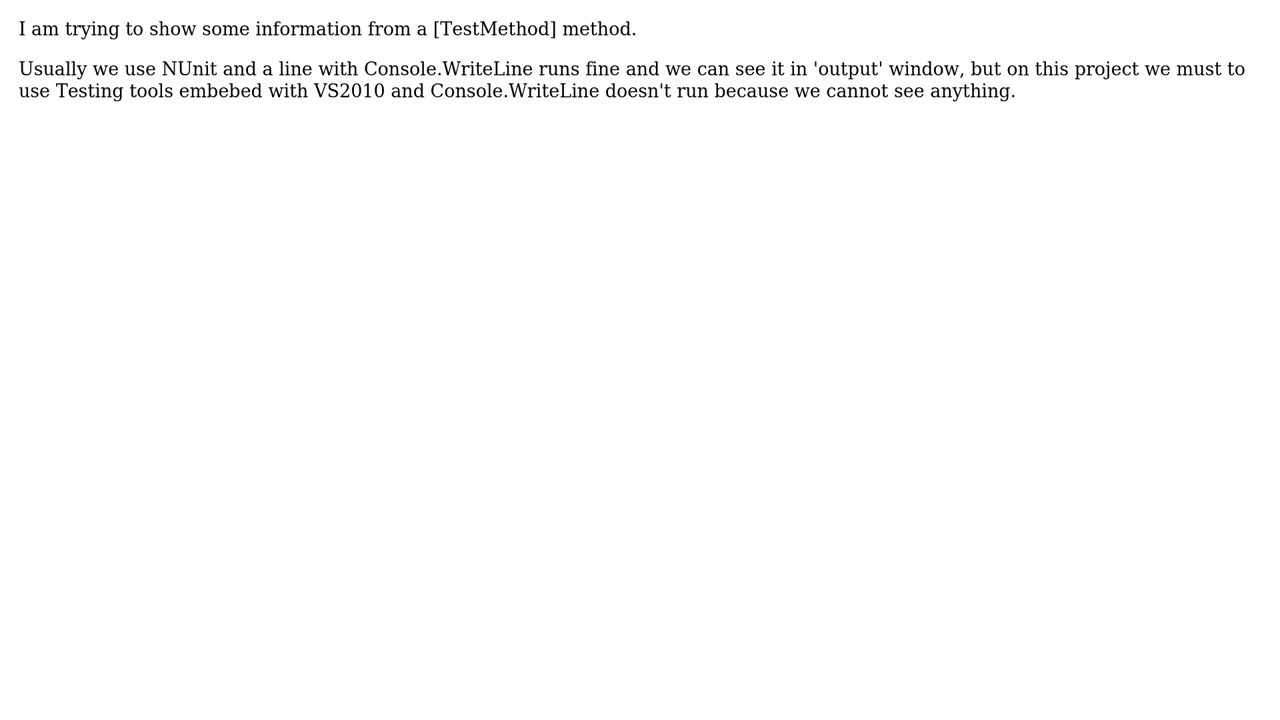 I am trying to show some information from a [TestMethod] method.
Usually we use NUnit and a line with Console.WriteLine runs fine and we can see it in 'output' window, but on this project we must to
use Testing tools embebed with VS2010 and Console.WriteLine doesn't run because we cannot see anything.